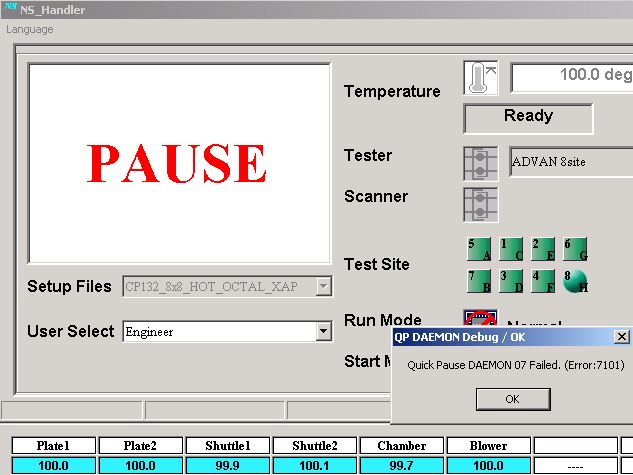 NS NS_Handler
Language
PAUSE
Temperature
100.0 deg
Ready
Tester
ADVAN 8site
Scanner
Test Site
5 A 1 C 2 E 6 G
7 B 3 D 4 F 8 H
Setup Files CP132_8x8_HOT_OCTAL_XAP
User Select Engineer
Run Mode
Normal
Start M
QP DAEMON Debug / OK
Quick Pause DAEMON 07 Failed. (Error:7101)
OK
Plate1 Plate2 Shuttle1 Shuttle2 Chamber Blower
100.0 100.0 99.9 100.1 99.7 100.0 ----